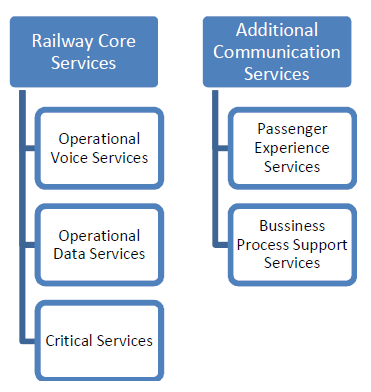 Railway Core
Services
Operational
Voice Services
Operational
Data Services
Critical Services
Additional
Communication
Services
Passenger
Experience
Services
Bussiness
Process Support
Services